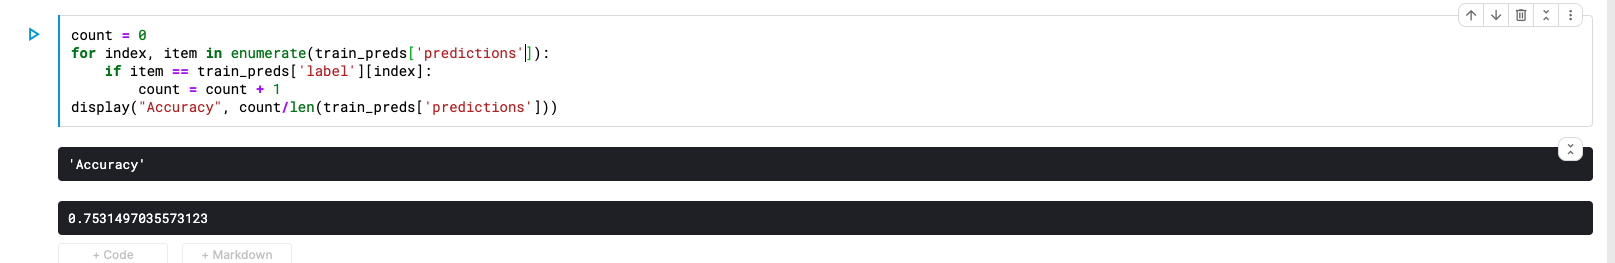 count = 0
for index, item in enumerate(train_preds['predictions']):
    if item == train_preds['label'][index]:
        count = count + 1
display("Accuracy", count/len(train_preds['predictions']))
'Accuracy'
0.7531497035573123
+ Code + Markdown